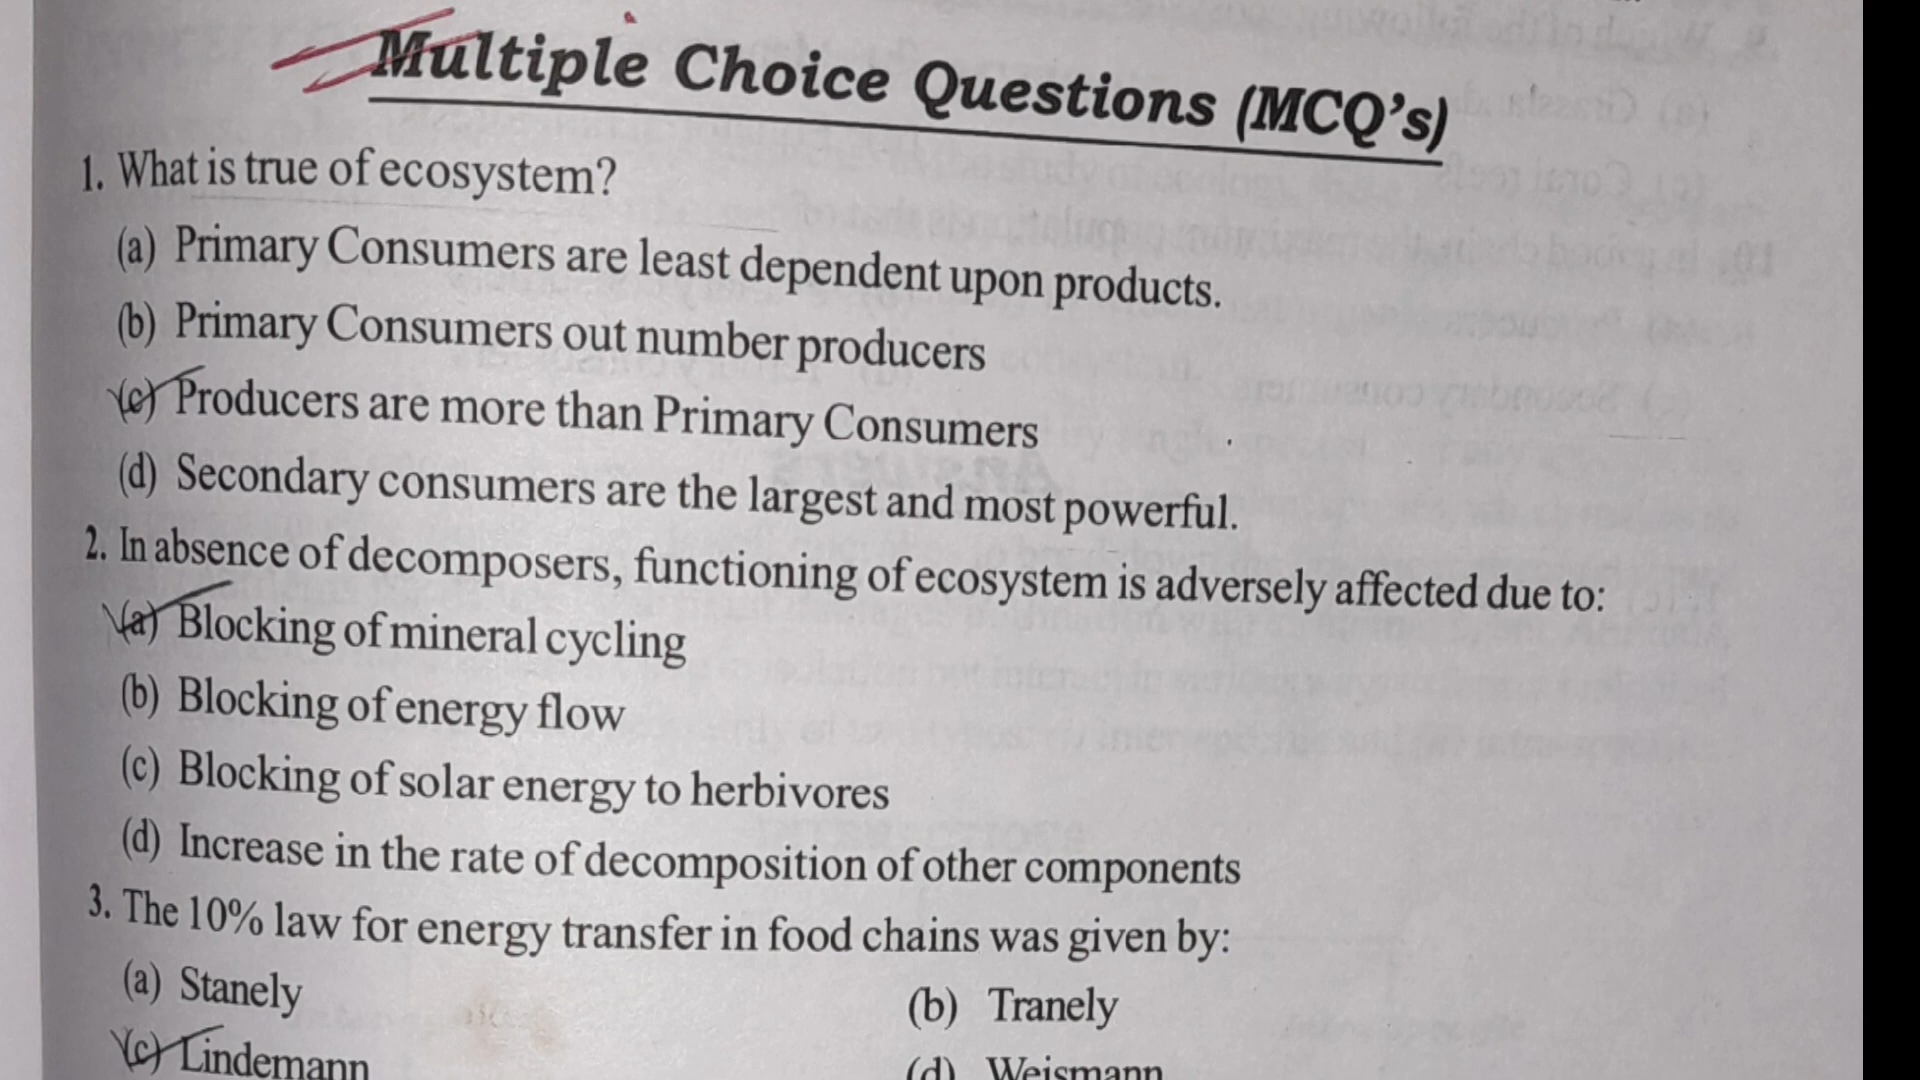 Multiple Choice Questions (MCQ's)
1. What is true of ecosystem?
(a) Primary Consumers are least dependent upon products.
(b) Primary Consumers out number producers
(c) Producers are more than Primary Consumers
(d) Secondary consumers are the largest and most powerful.
2. In absence of decomposers, functioning of ecosystem is adversely affected due to:
(a) Blocking of mineral cycling
(b) Blocking of energy flow
(c) Blocking of solar energy to herbivores
(d) Increase in the rate of decomposition of other components
3. The 10% law for energy transfer in food chains was given by:
(a) Stanely (b) Tranely
(c) Lindemann (d) Weismann